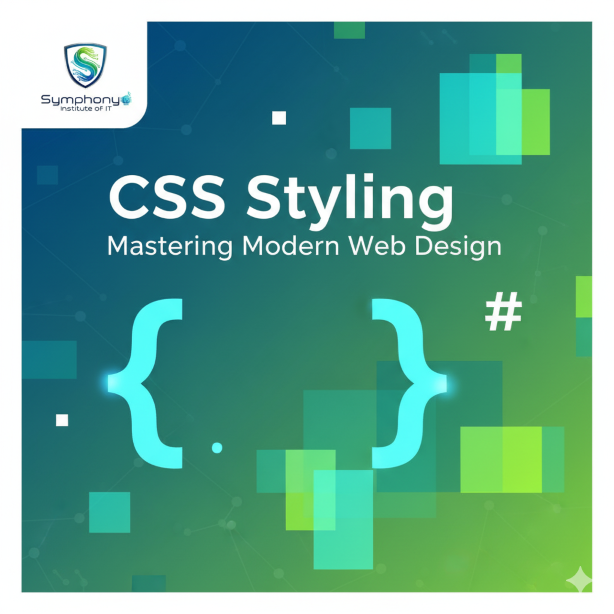 Symphony
Institute of IT
CSS Styling
Mastering Modern Web Design
{ . } #